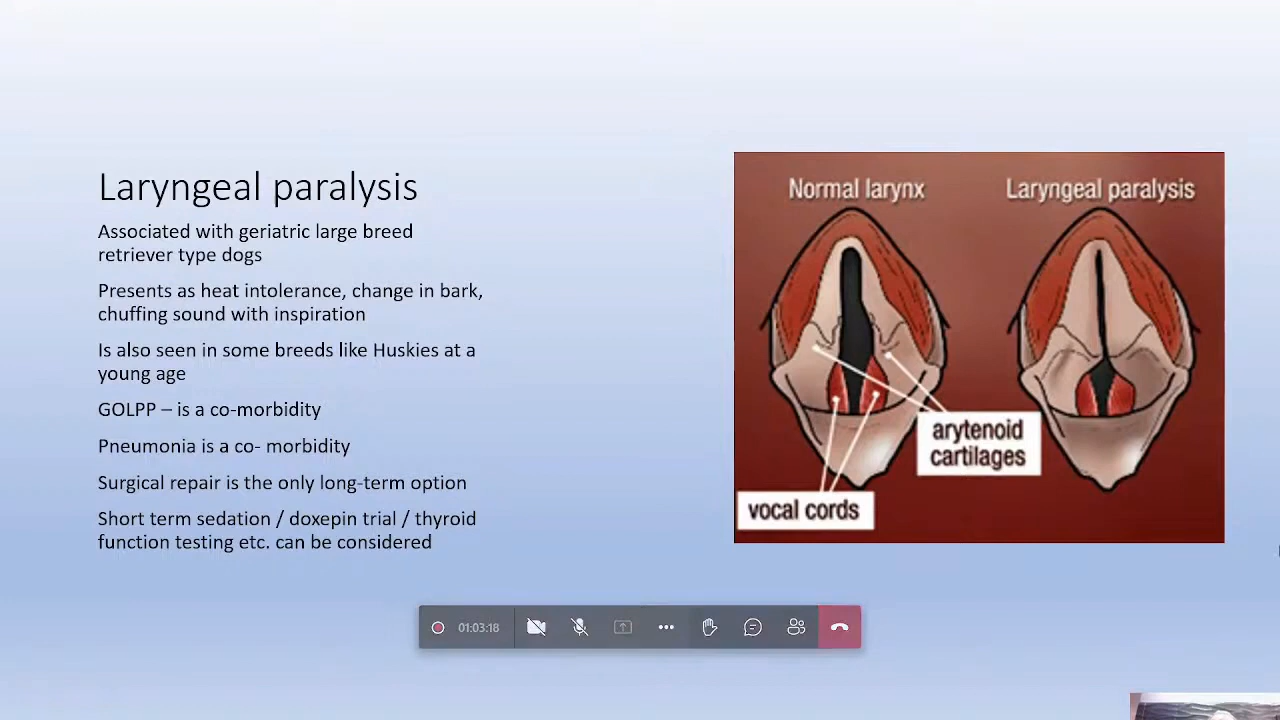 Laryngeal paralysis
Associated with geriatric large breed
retriever type dogs
Presents as heat intolerance, change in bark,
chuffing sound with inspiration
Is also seen in some breeds like Huskies at a
young age
GOLPP – is a co-morbidity
Pneumonia is a co- morbidity
Surgical repair is the only long-term option
Short term sedation / doxepin trial / thyroid
function testing etc. can be considered
Normal larynx
Laryngeal paralysis
arytenoid
cartilages
vocal cords
01:03:18